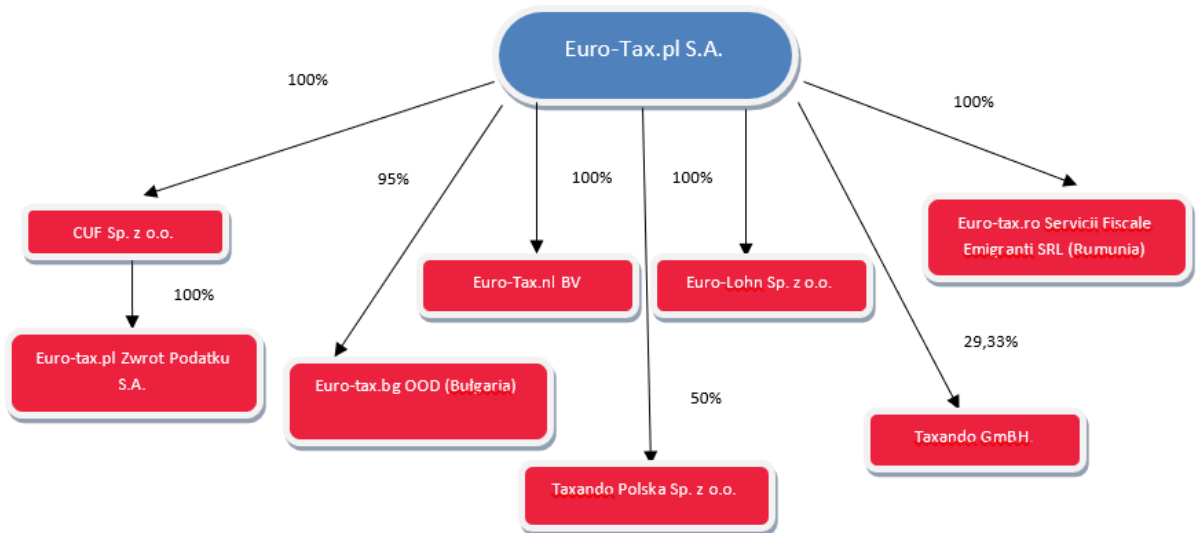 Euro-Tax.pl S.A.
100%
100%
95%
100%
100%
CUF Sp. z o.o.
Euro-tax.ro Servicii Fiscale
Emigranti SRL (Rumunia)
Euro-Tax.nl BV
Euro-Lohn Sp. z o.o.
100%
29,33%
Euro-tax.pl Zwrot Podatku
S.A.
Euro-tax.bg OOD (Bułgaria)
50%
Taxando GmBH.
Taxando Polska Sp. z o.o.